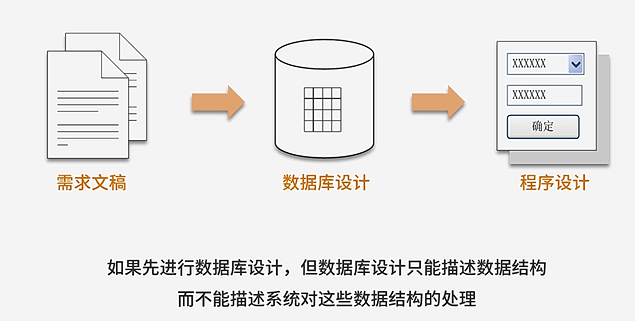 XXXXXX
XXXXXX
确定
需求文稿
数据库设计
程序设计
如果先进行数据库设计，但数据库设计只能描述数据结构
而不能描述系统对这些数据结构的处理